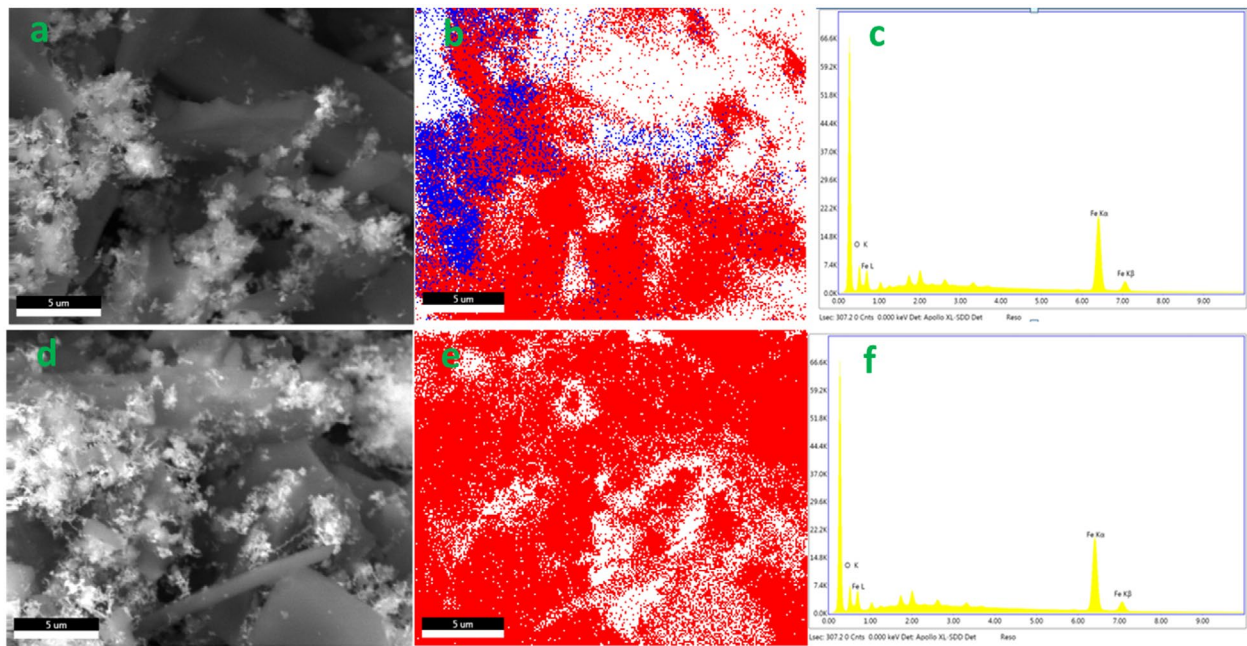 a
5 um
b
5 um
c
66.6K
59.2K
51.8K
44.4K
37.0K
29.6K
22.2K
14.8K
7.4K
0.0K
O K
Fe L
Fe Kα
Fe Kβ
0.00 1.00 2.00 3.00 4.00 5.00 6.00 7.00 8.00 9.00
Lsec: 307.2 0 Cnts 0.000 keV Det: Apollo XL-SDD Det Reso
d
5 um
e
5 um
f
66.6K
59.2K
51.8K
44.4K
37.0K
29.6K
22.2K
14.8K
7.4K
0.0K
O K
Fe L
Fe Kα
Fe Kβ
0.00 1.00 2.00 3.00 4.00 5.00 6.00 7.00 8.00 9.00
Lsec: 307.2 0 Cnts 0.000 keV Det: Apollo XL-SDD Det Reso